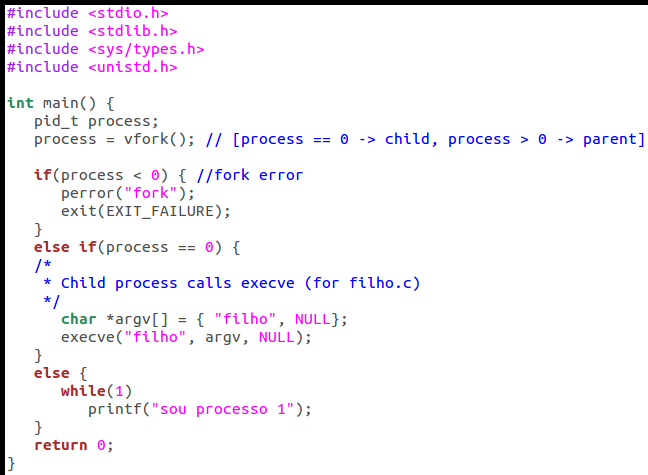 #include <stdio.h>
#include <stdlib.h>
#include <sys/types.h>
#include <unistd.h>

int main() {
   pid_t process;
   process = vfork(); // [process == 0 -> child, process > 0 -> parent]

   if(process < 0) { //fork error
      perror("fork");
      exit(EXIT_FAILURE);
   }
   else if(process == 0) {
   /*
    * Child process calls execve (for filho.c)
    */
      char *argv[] = { "filho", NULL};
      execve("filho", argv, NULL);
   }
   else {
      while(1)
         printf("sou processo 1");
   }
   return 0;
}